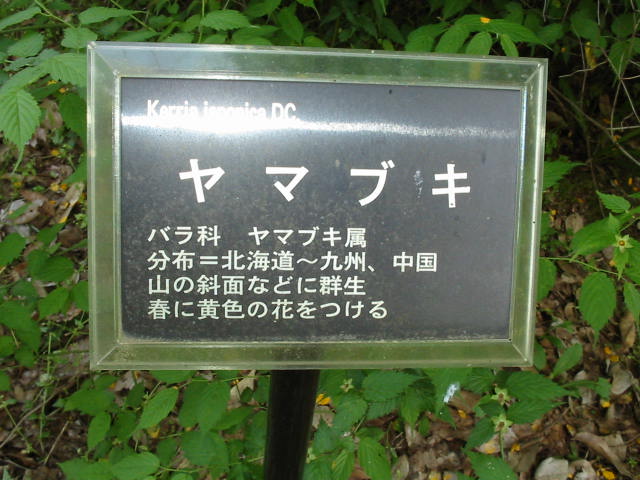 Kerria japonica DC.
ヤマブキ
バラ科　ヤマブキ属
分布＝北海道～九州、中国
山の斜面などに群生
春に黄色の花をつける